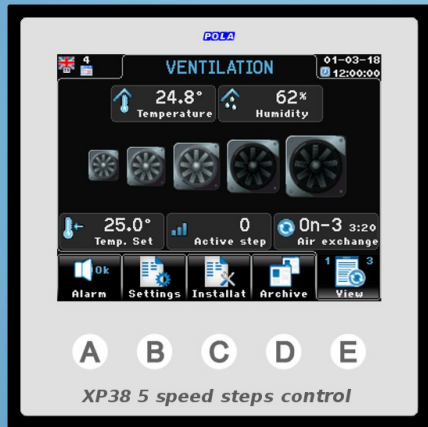 POLA
4
VENTILATION
01-03-18
12:00:00
24.8°
Temperature
62%
Humidity
25.0°
Temp. Set
0
Active step
On-3 3:20
Air exchange
Ok
Alarm
Settings
Installat
Archive
1 3
View
A B C D E
XP38 5 speed steps control